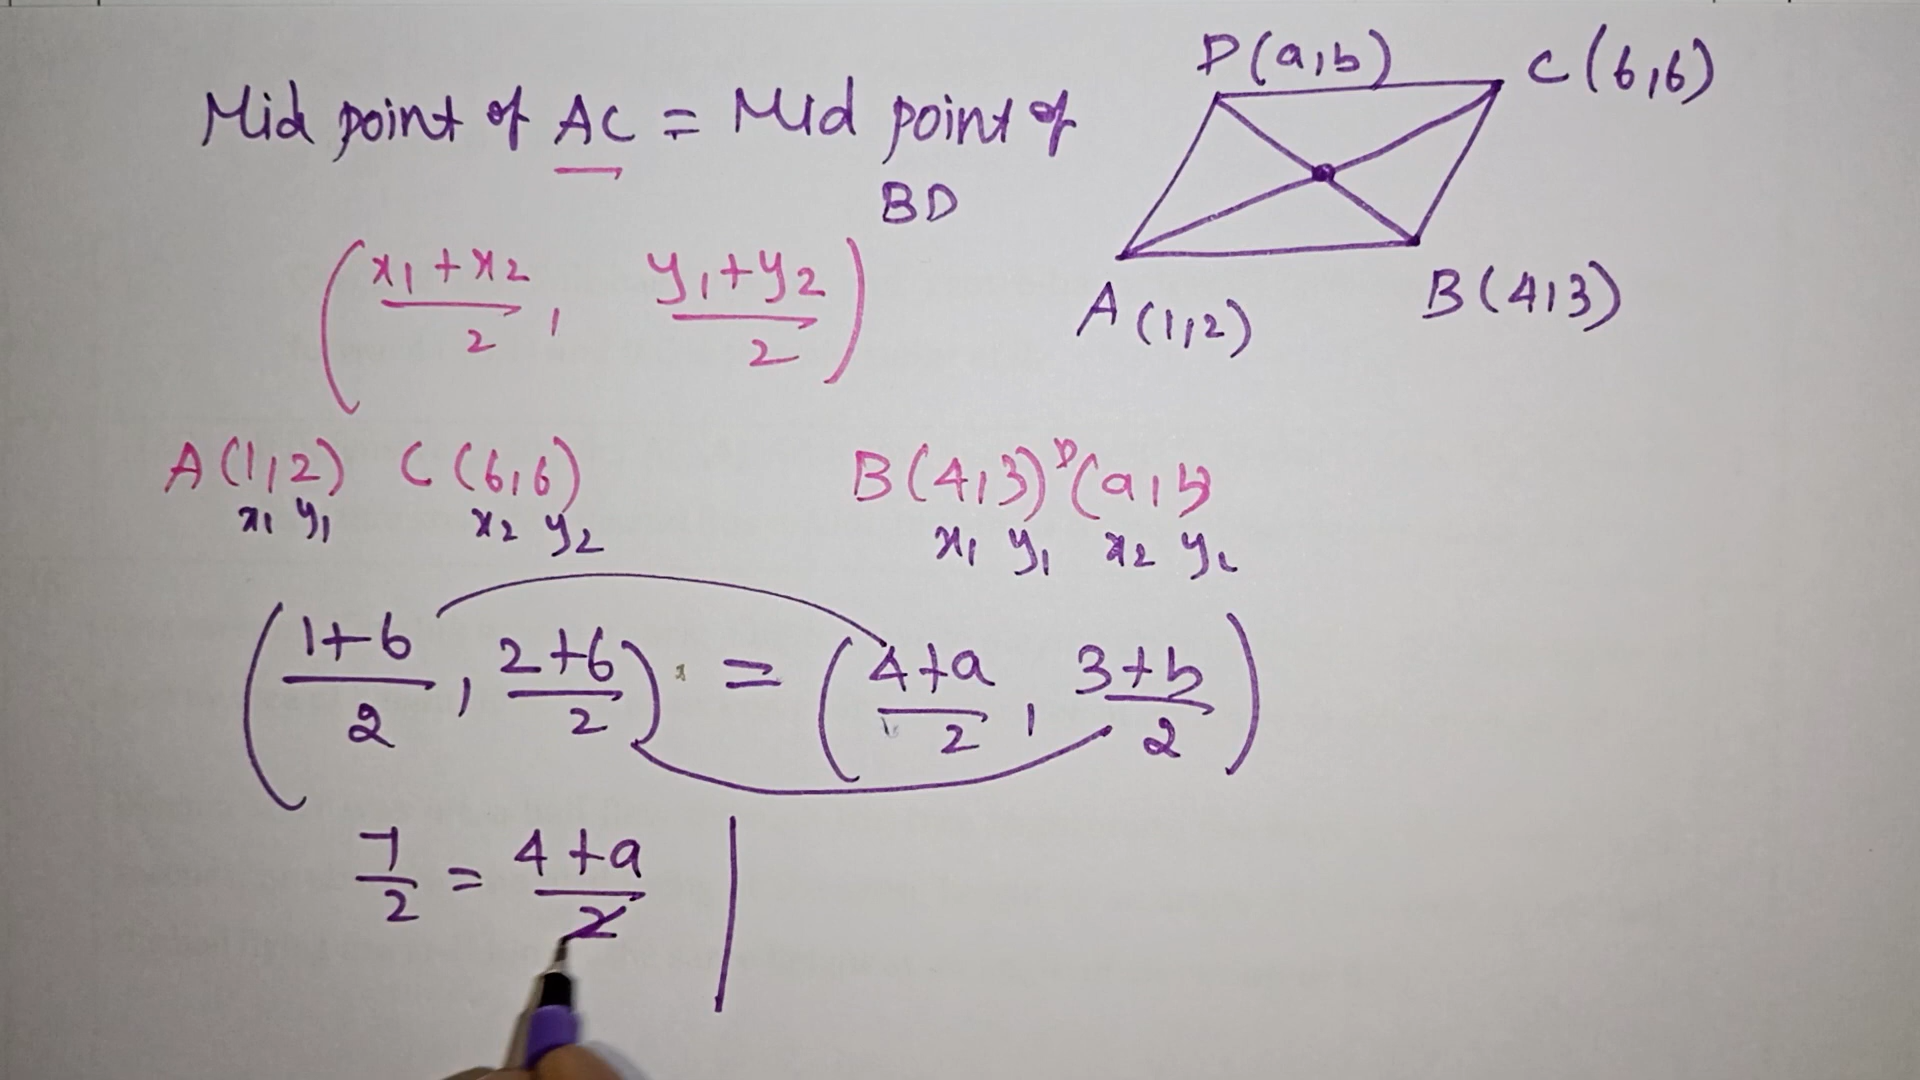 Mid point of AC = Mid point of
BD
D(a,b)
C(6,6)
A(1,2)
B(4,3)
(x₁+x₂/2, y₁+y₂/2)
A(1,2) C(6,6) B(4,3) D(a,b)
x₁ y₁ x₂ y₂ x₁ y₁ x₂ y₂
(1+6/2, 2+6/2) = (4+a/2, 3+b/2)
7/2 = 4+a/2